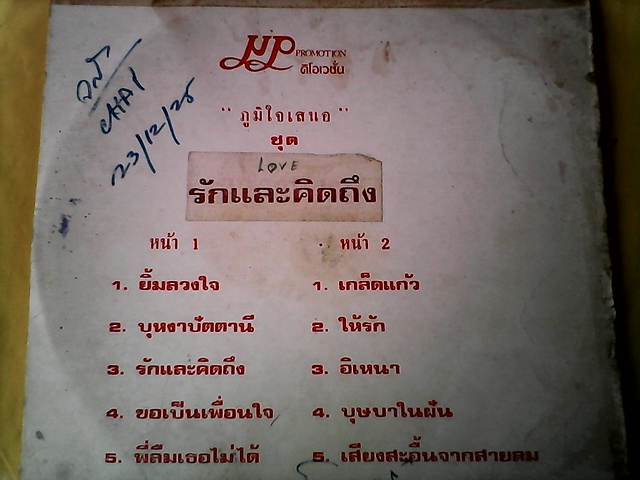 MP PROMOTION
ดีโอเวชั่น
CHAI
23/12/25
"ภูมิใจเสนอ"
ชุด
LOVE
รักและคิดถึง
หน้า 1
1. ยิ้มลวงใจ
2. บุหงาปัตตานี
3. รักและคิดถึง
4. ขอเป็นเพื่อนใจ
5. พี่ลืมเธอไม่ได้
หน้า 2
1. เกล็ดแก้ว
2. ให้รัก
3. อิเหนา
4. บุษบาในฝัน
5. เสียงสะอื้นจากสายลม